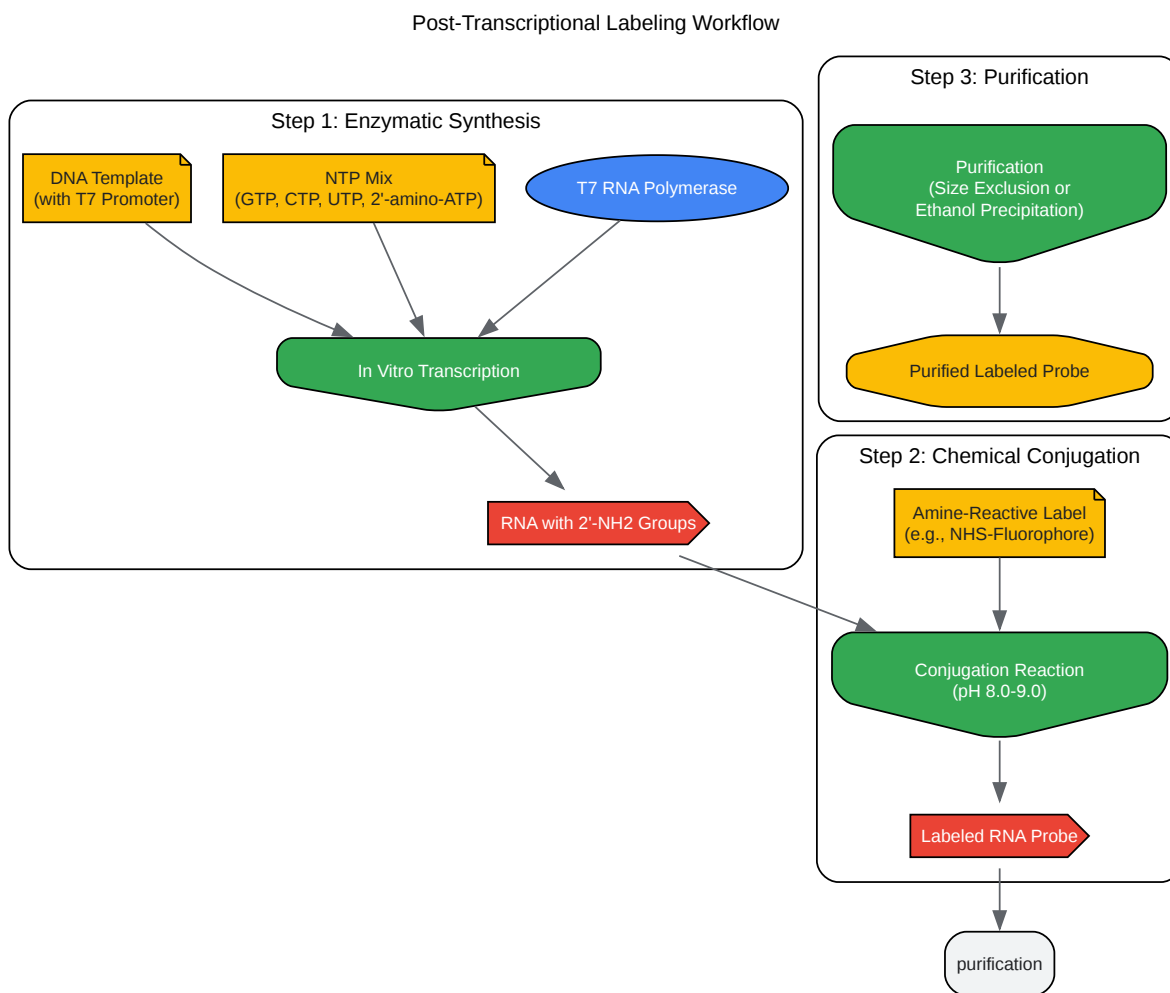 Post-Transcriptional Labeling Workflow
Step 1: Enzymatic Synthesis
DNA Template
(with T7 Promoter)
NTP Mix
(GTP, CTP, UTP, 2'-amino-ATP)
T7 RNA Polymerase
In Vitro Transcription
RNA with 2'-NH2 Groups
Step 3: Purification
Purification
(Size Exclusion or
Ethanol Precipitation)
Purified Labeled Probe
Step 2: Chemical Conjugation
Amine-Reactive Label
(e.g., NHS-Fluorophore)
Conjugation Reaction
(pH 8.0-9.0)
Labeled RNA Probe
purification